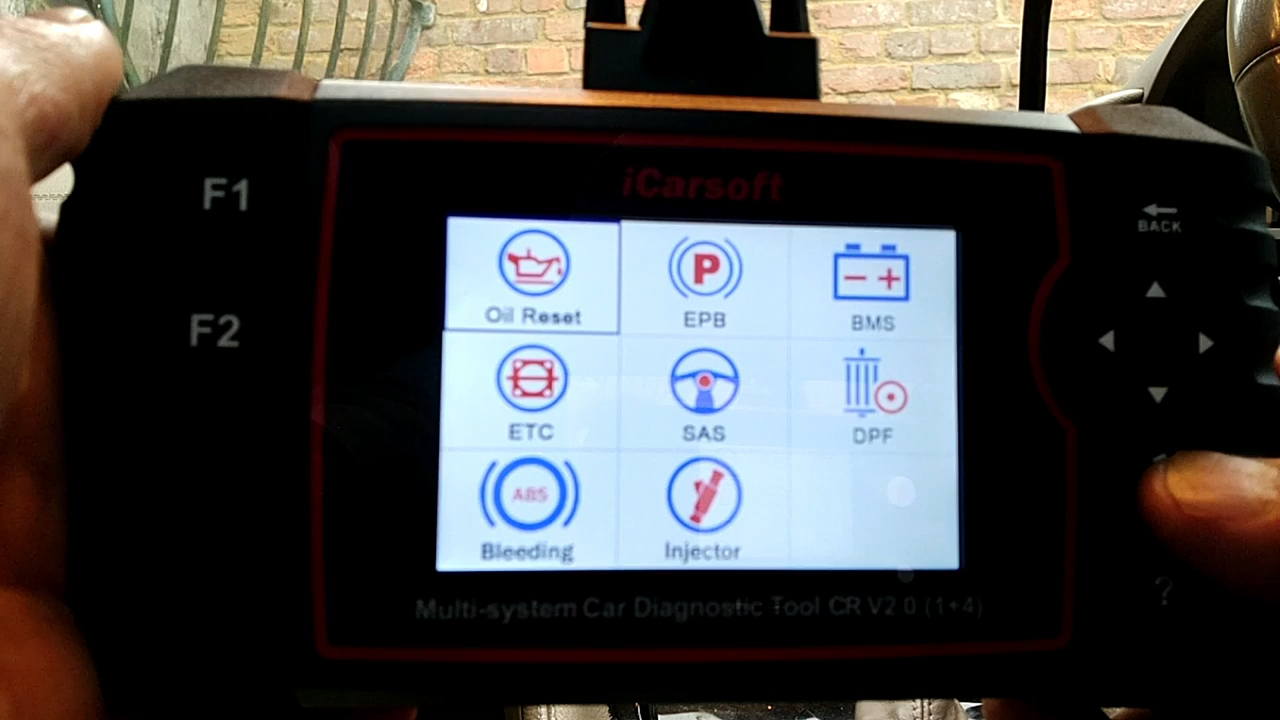 F1
F2
iCarsoft
BACK
Oil Reset
P
EPB
BMS
ETC
SAS
DPF
ABS
Bleeding
Injector
Multi-system Car Diagnostic Tool CR V2.0 (1+4)
?